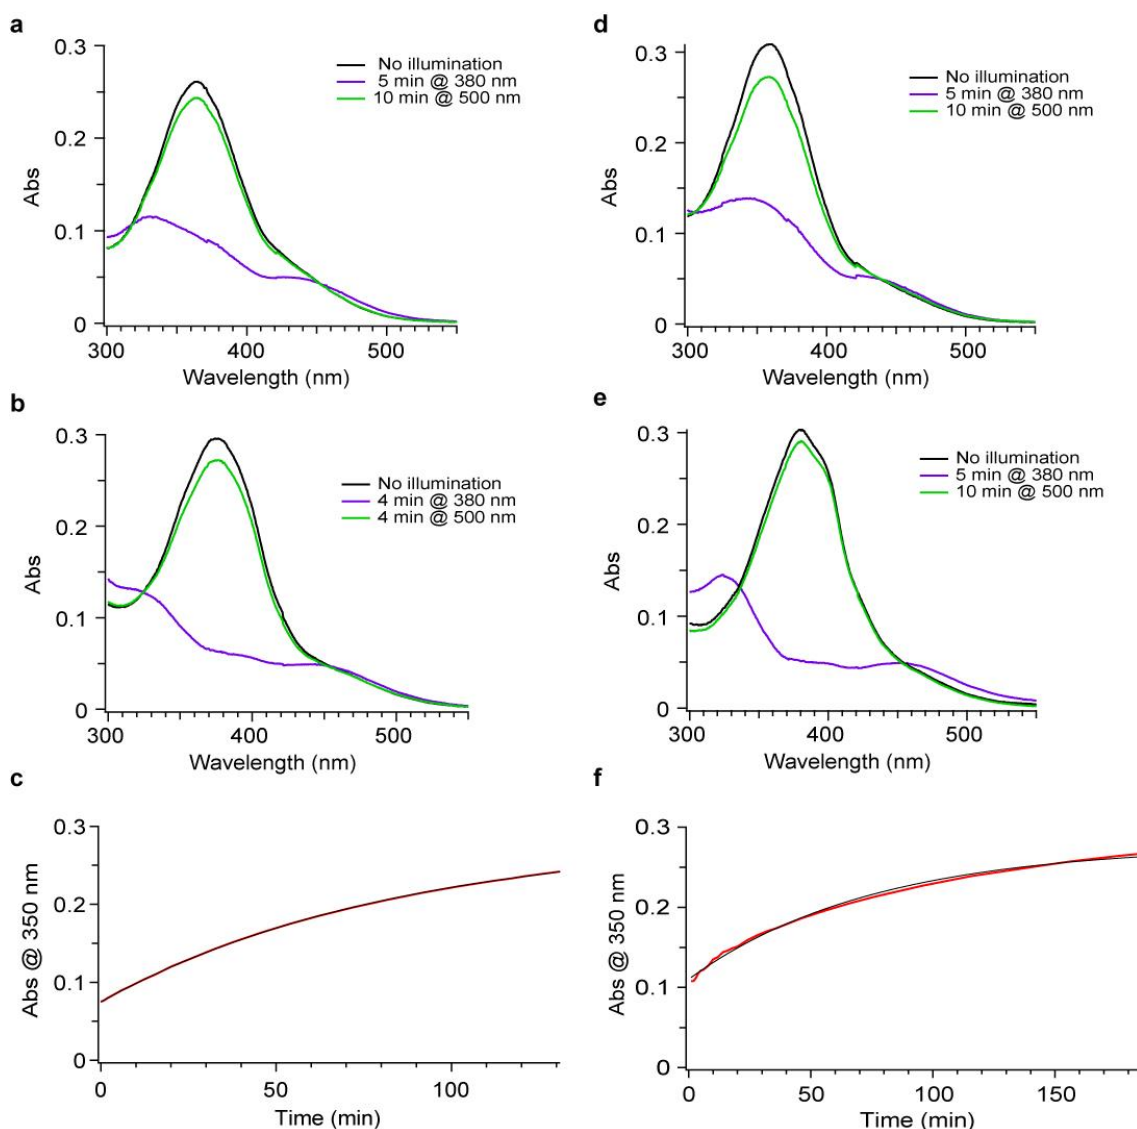 a
0.3
0.2
0.1
0
Abs
No illumination
5 min @ 380 nm
10 min @ 500 nm
300 400 500
Wavelength (nm)
b
0.3
0.2
0.1
0
Abs
No illumination
4 min @ 380 nm
4 min @ 500 nm
300 400 500
Wavelength (nm)
c
0.3
0.2
0.1
0
Abs @ 350 nm
0 50 100
Time (min)
d
0.3
0.2
0.1
0
Abs
No illumination
5 min @ 380 nm
10 min @ 500 nm
300 400 500
Wavelength (nm)
e
0.3
0.2
0.1
0
Abs
No illumination
5 min @ 380 nm
10 min @ 500 nm
300 400 500
Wavelength (nm)
f
0.3
0.2
0.1
0
Abs @ 350 nm
0 50 100 150
Time (min)